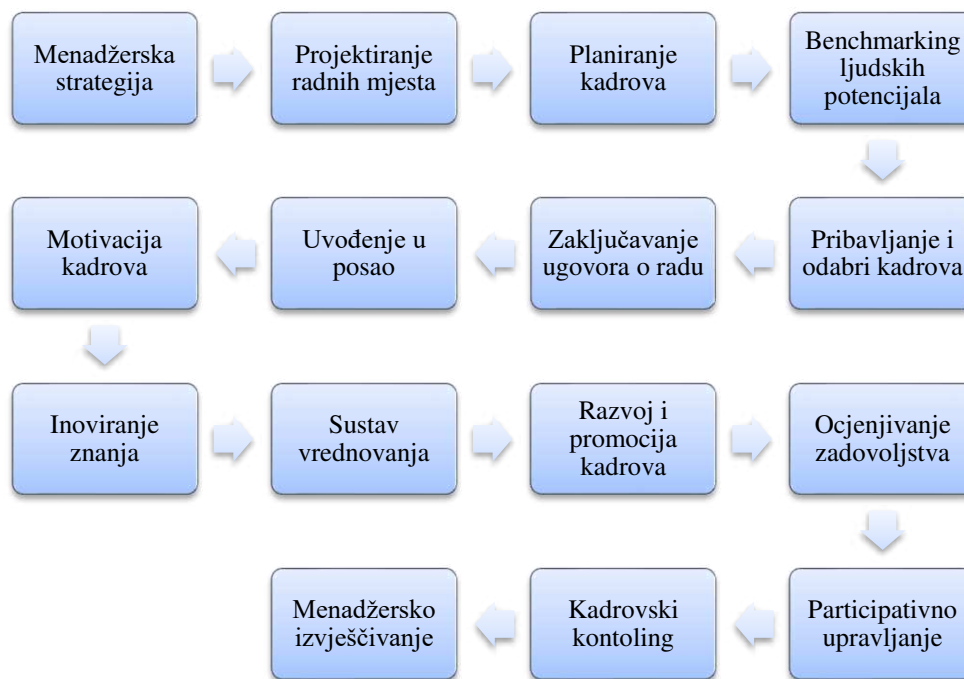 Menadžerska
strategija
Projektiranje
radnih mjesta
Planiranje
kadrova
Benchmarking
ljudskih
potencijala
Pribavljanje i
odabri kadrova
Zaključavanje
ugovora o radu
Uvođenje u
posao
Motivacija
kadrova
Inoviranje
znanja
Sustav
vrednovanja
Razvoj i
promocija
kadrova
Ocjenjivanje
zadovoljstva
Participativno
upravljanje
Kadrovski
kontoling
Menadžersko
izvješčivanje